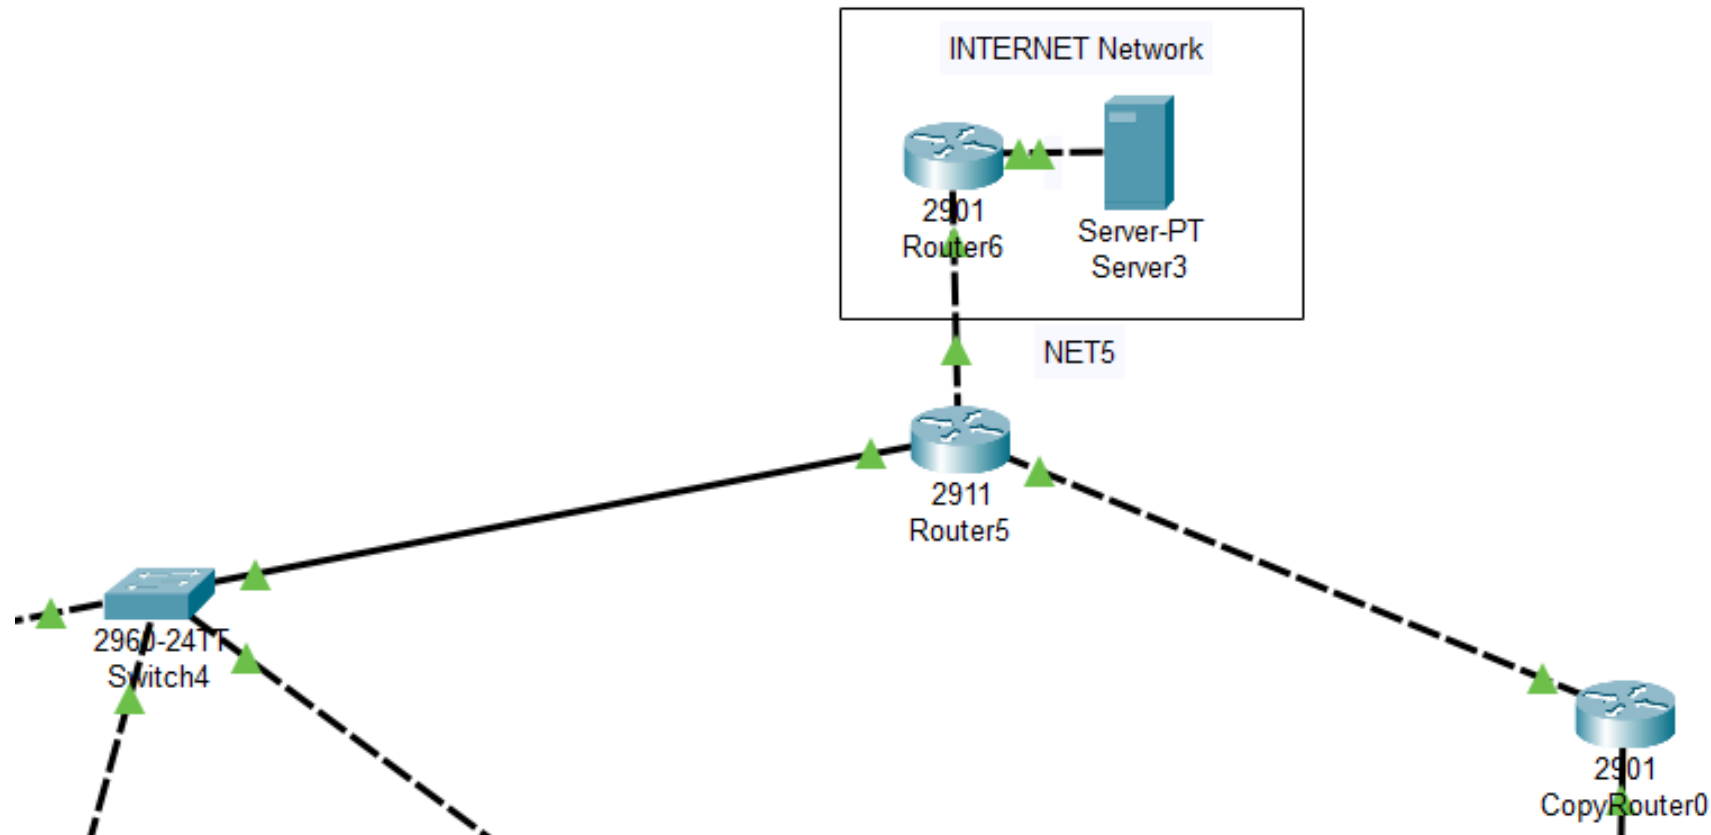 INTERNET Network
2901
Router6
Server-PT
Server3
NET5
2911
Router5
2960-24TT
Switch4
2901
CopyRouter0